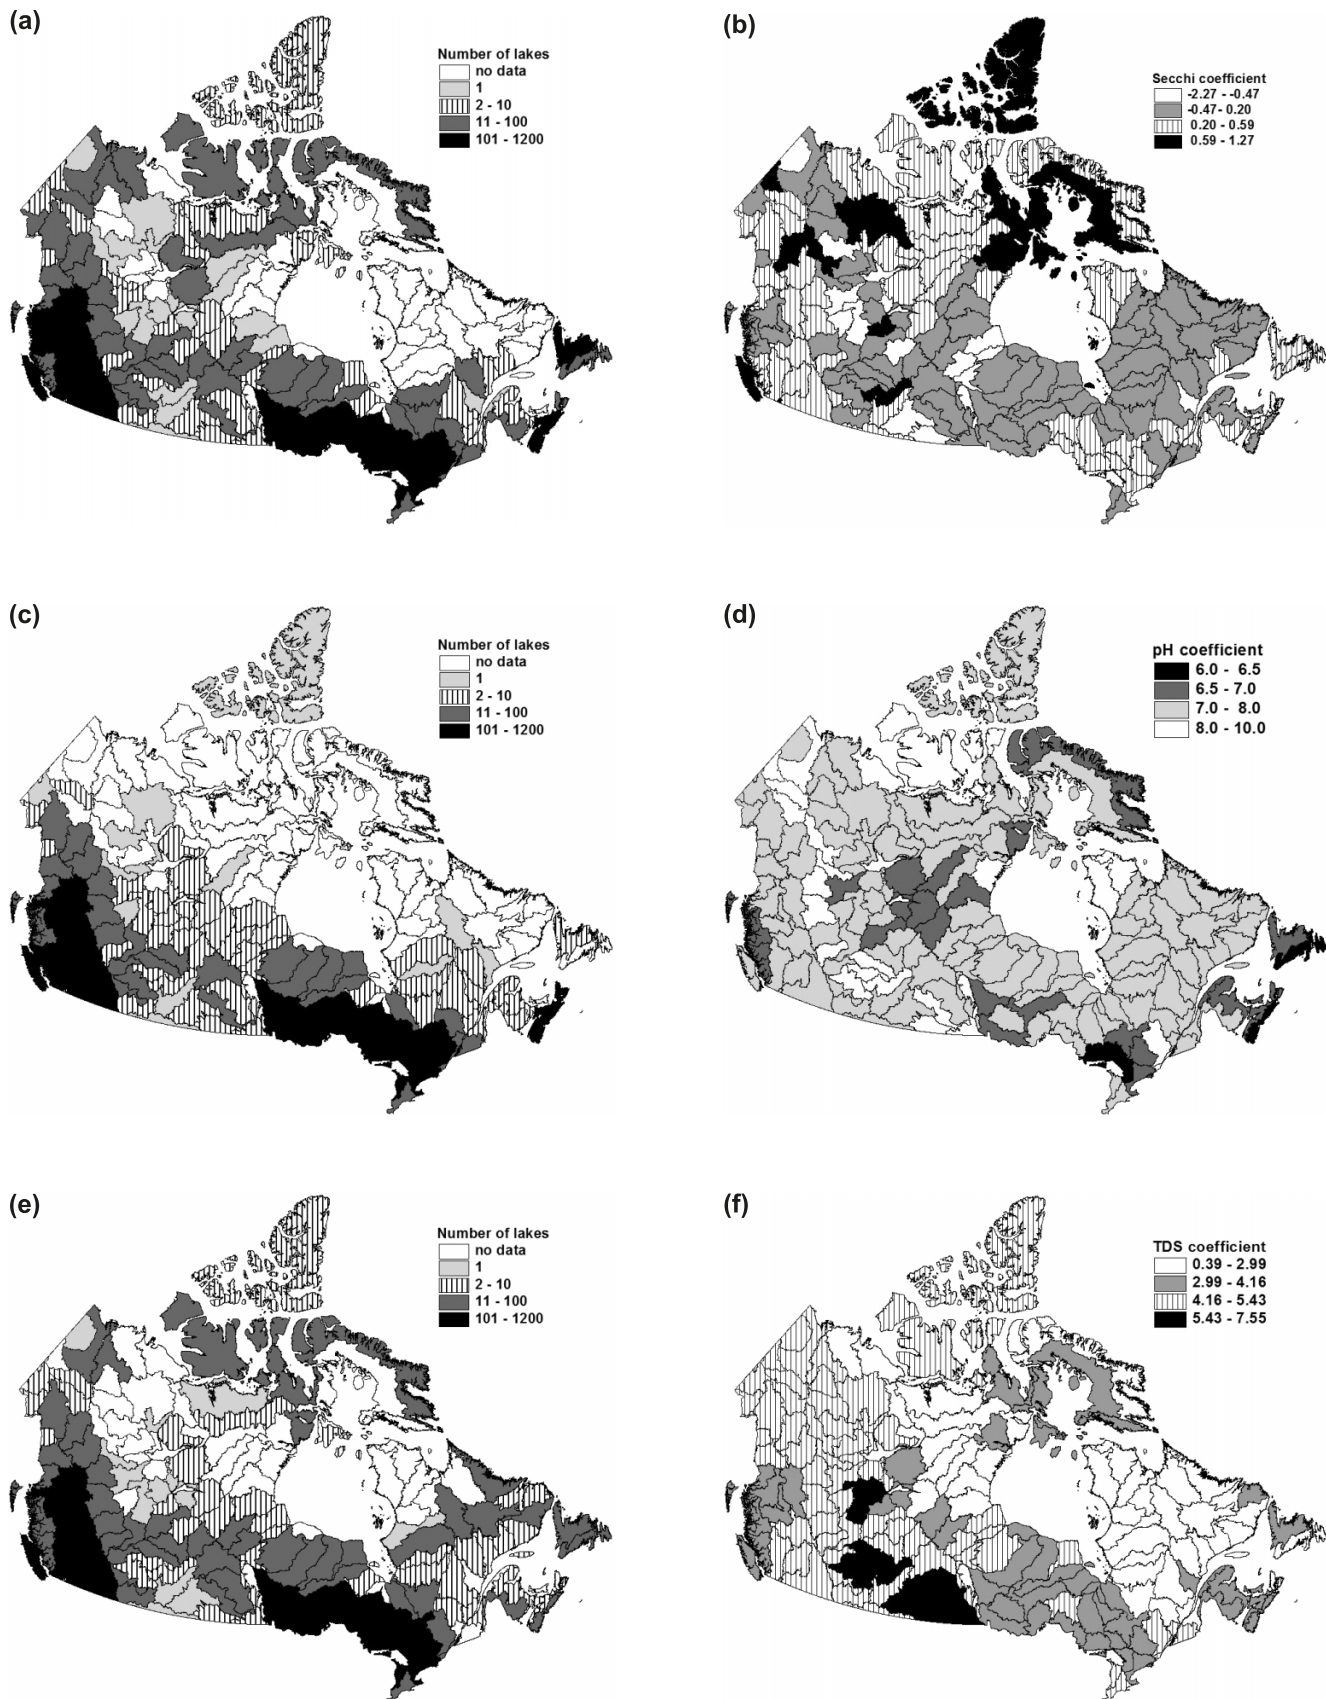 (a)
Number of lakes
no data
1
2 - 10
11 - 100
101 - 1200
(b)
Secchi coefficient
-2.27 - -0.47
-0.47- 0.20
0.20 - 0.59
0.59 - 1.27
(c)
Number of lakes
no data
1
2 - 10
11 - 100
101 - 1200
(d)
pH coefficient
6.0 - 6.5
6.5 - 7.0
7.0 - 8.0
8.0 - 10.0
(e)
Number of lakes
no data
1
2 - 10
11 - 100
101 - 1200
(f)
TDS coefficient
0.39 - 2.99
2.99 - 4.16
4.16 - 5.43
5.43 - 7.55